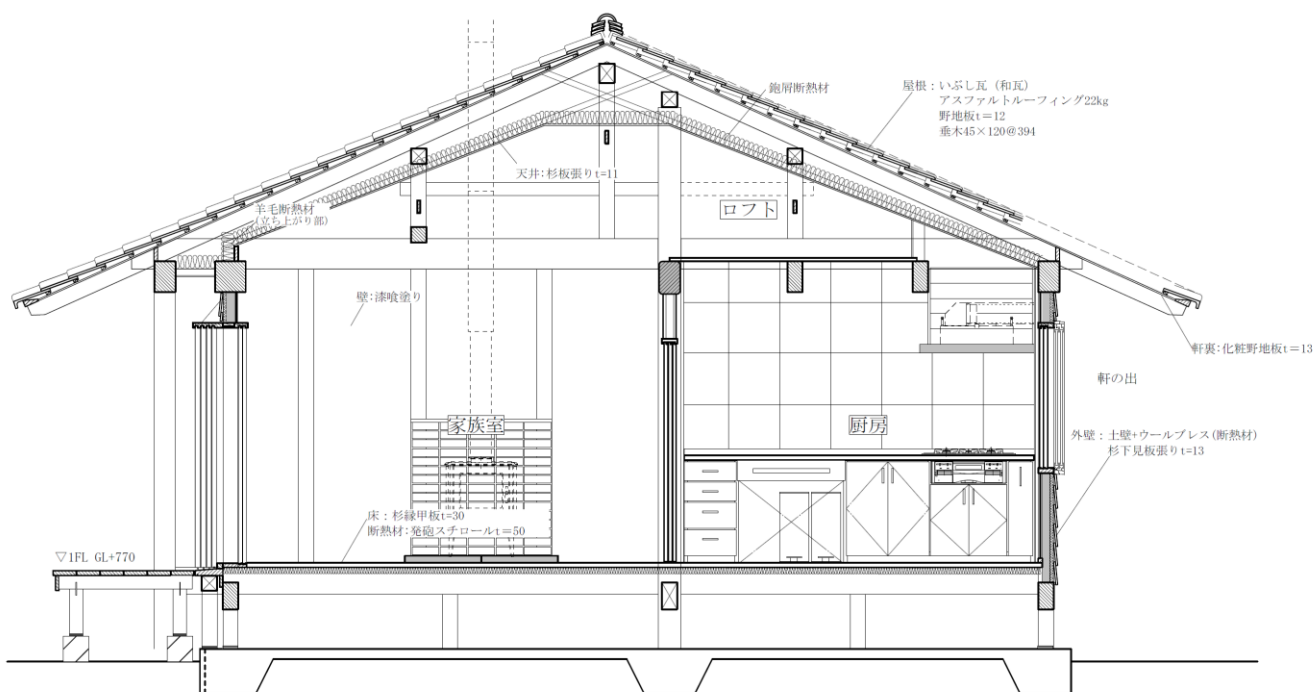 鉋屑断熱材
屋根：いぶし瓦（和瓦）
アスファルトルーフィング22kg
野地板t＝12
垂木45×120@394
天井：杉板張りt=11
羊毛断熱材
(立ち上がり部)
ロフト
壁：漆喰塗り
軒裏：化粧野地板t＝13
軒の出
家族室
厨房
外壁：土壁+ウールブレス(断熱材)
杉下見板張りt=13
床：杉縁甲板t=30
断熱材：発砲スチロールt＝50
▽1FL GL+770